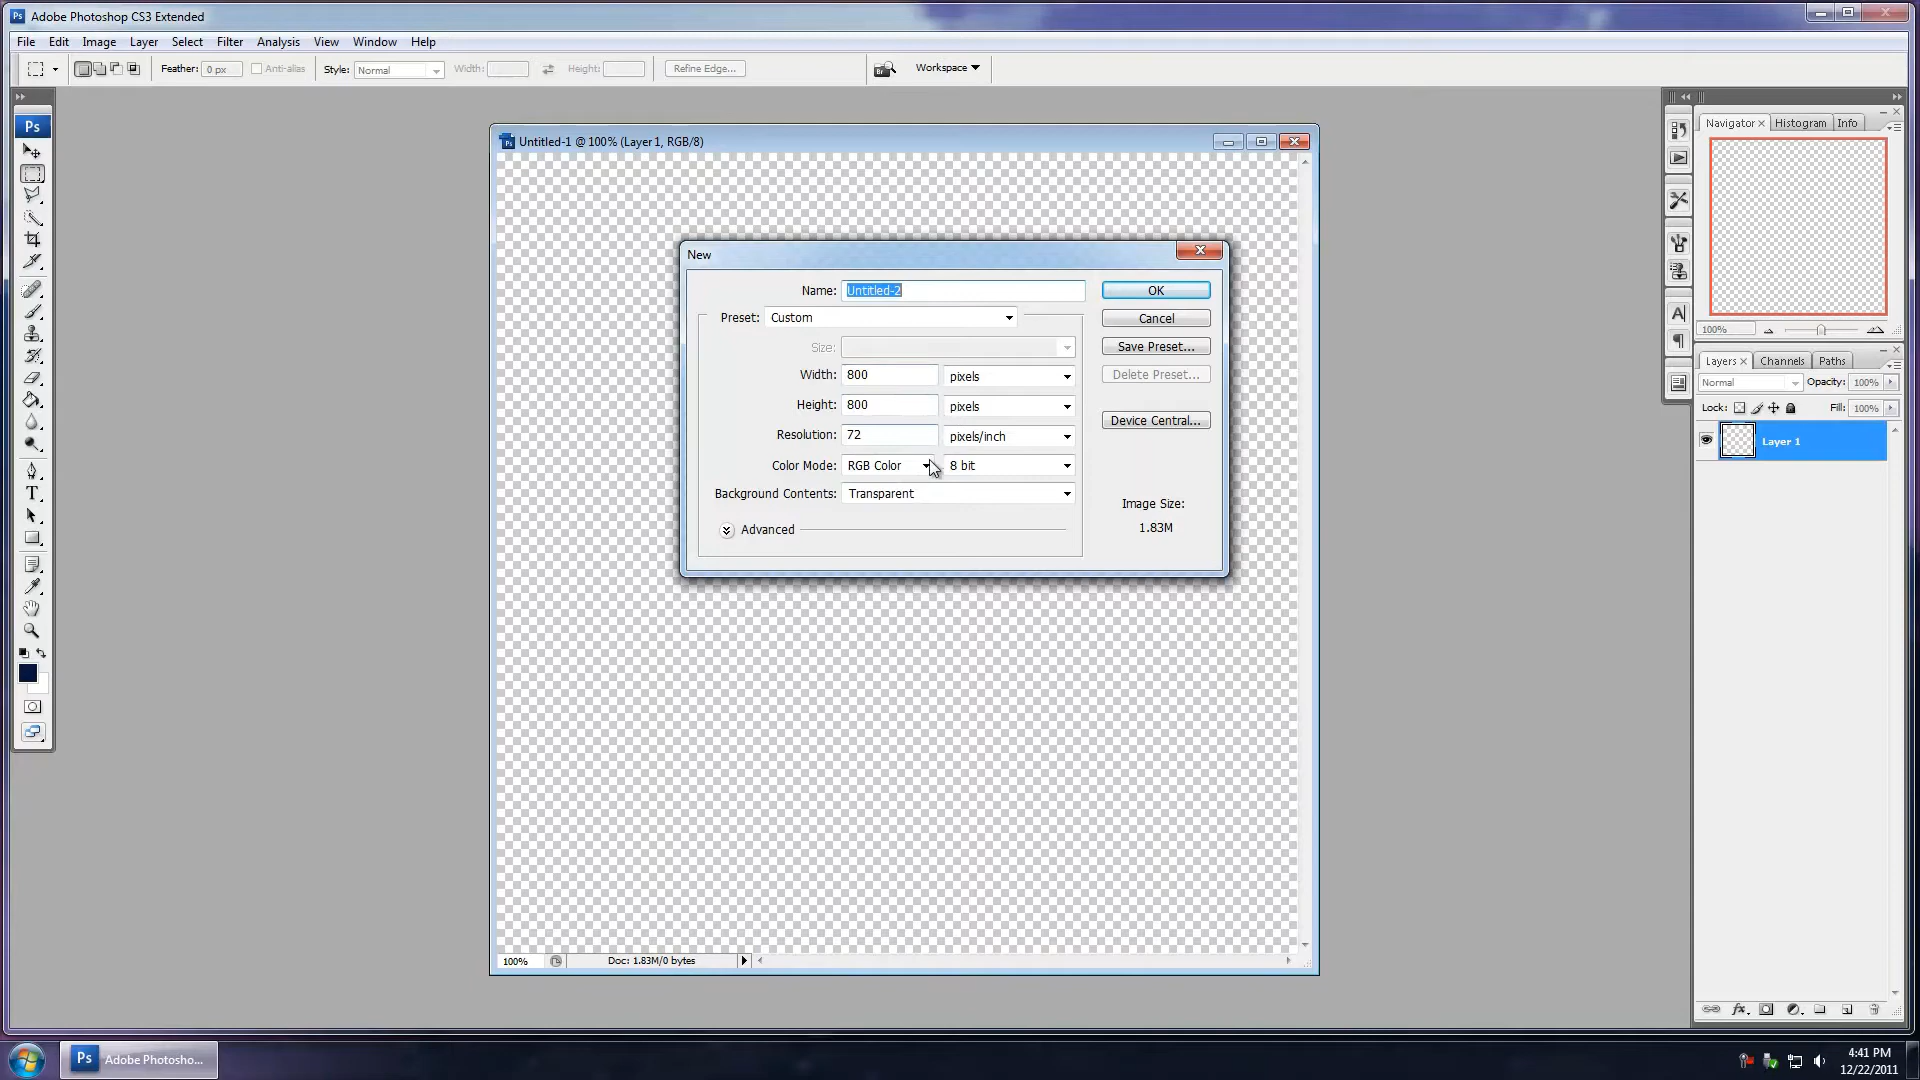 Ps Adobe Photoshop CS3 Extended
File Edit Image Layer Select Filter Analysis View Window Help
Feather: 0 px Anti-alias Style: Normal Width: Height: Refine Edge... Br Workspace
Ps
Untitled-1 @ 100% (Layer 1, RGB/8)
Navigator Histogram Info
New
Name: Untitled-2 OK
Preset: Custom Cancel
Size: Save Preset...
Width: 800 pixels Delete Preset...
Height: 800 pixels
Resolution: 72 pixels/inch Device Central...
Color Mode: RGB Color 8 bit
Background Contents: Transparent
Image Size:
1.83M
Advanced
100%
Layers Channels Paths
Normal Opacity: 100%
Lock: Fill: 100%
Layer 1
T
A
100% Doc: 1.83M/0 bytes
fx
Ps Adobe Photosho...
4:41 PM
12/22/2011